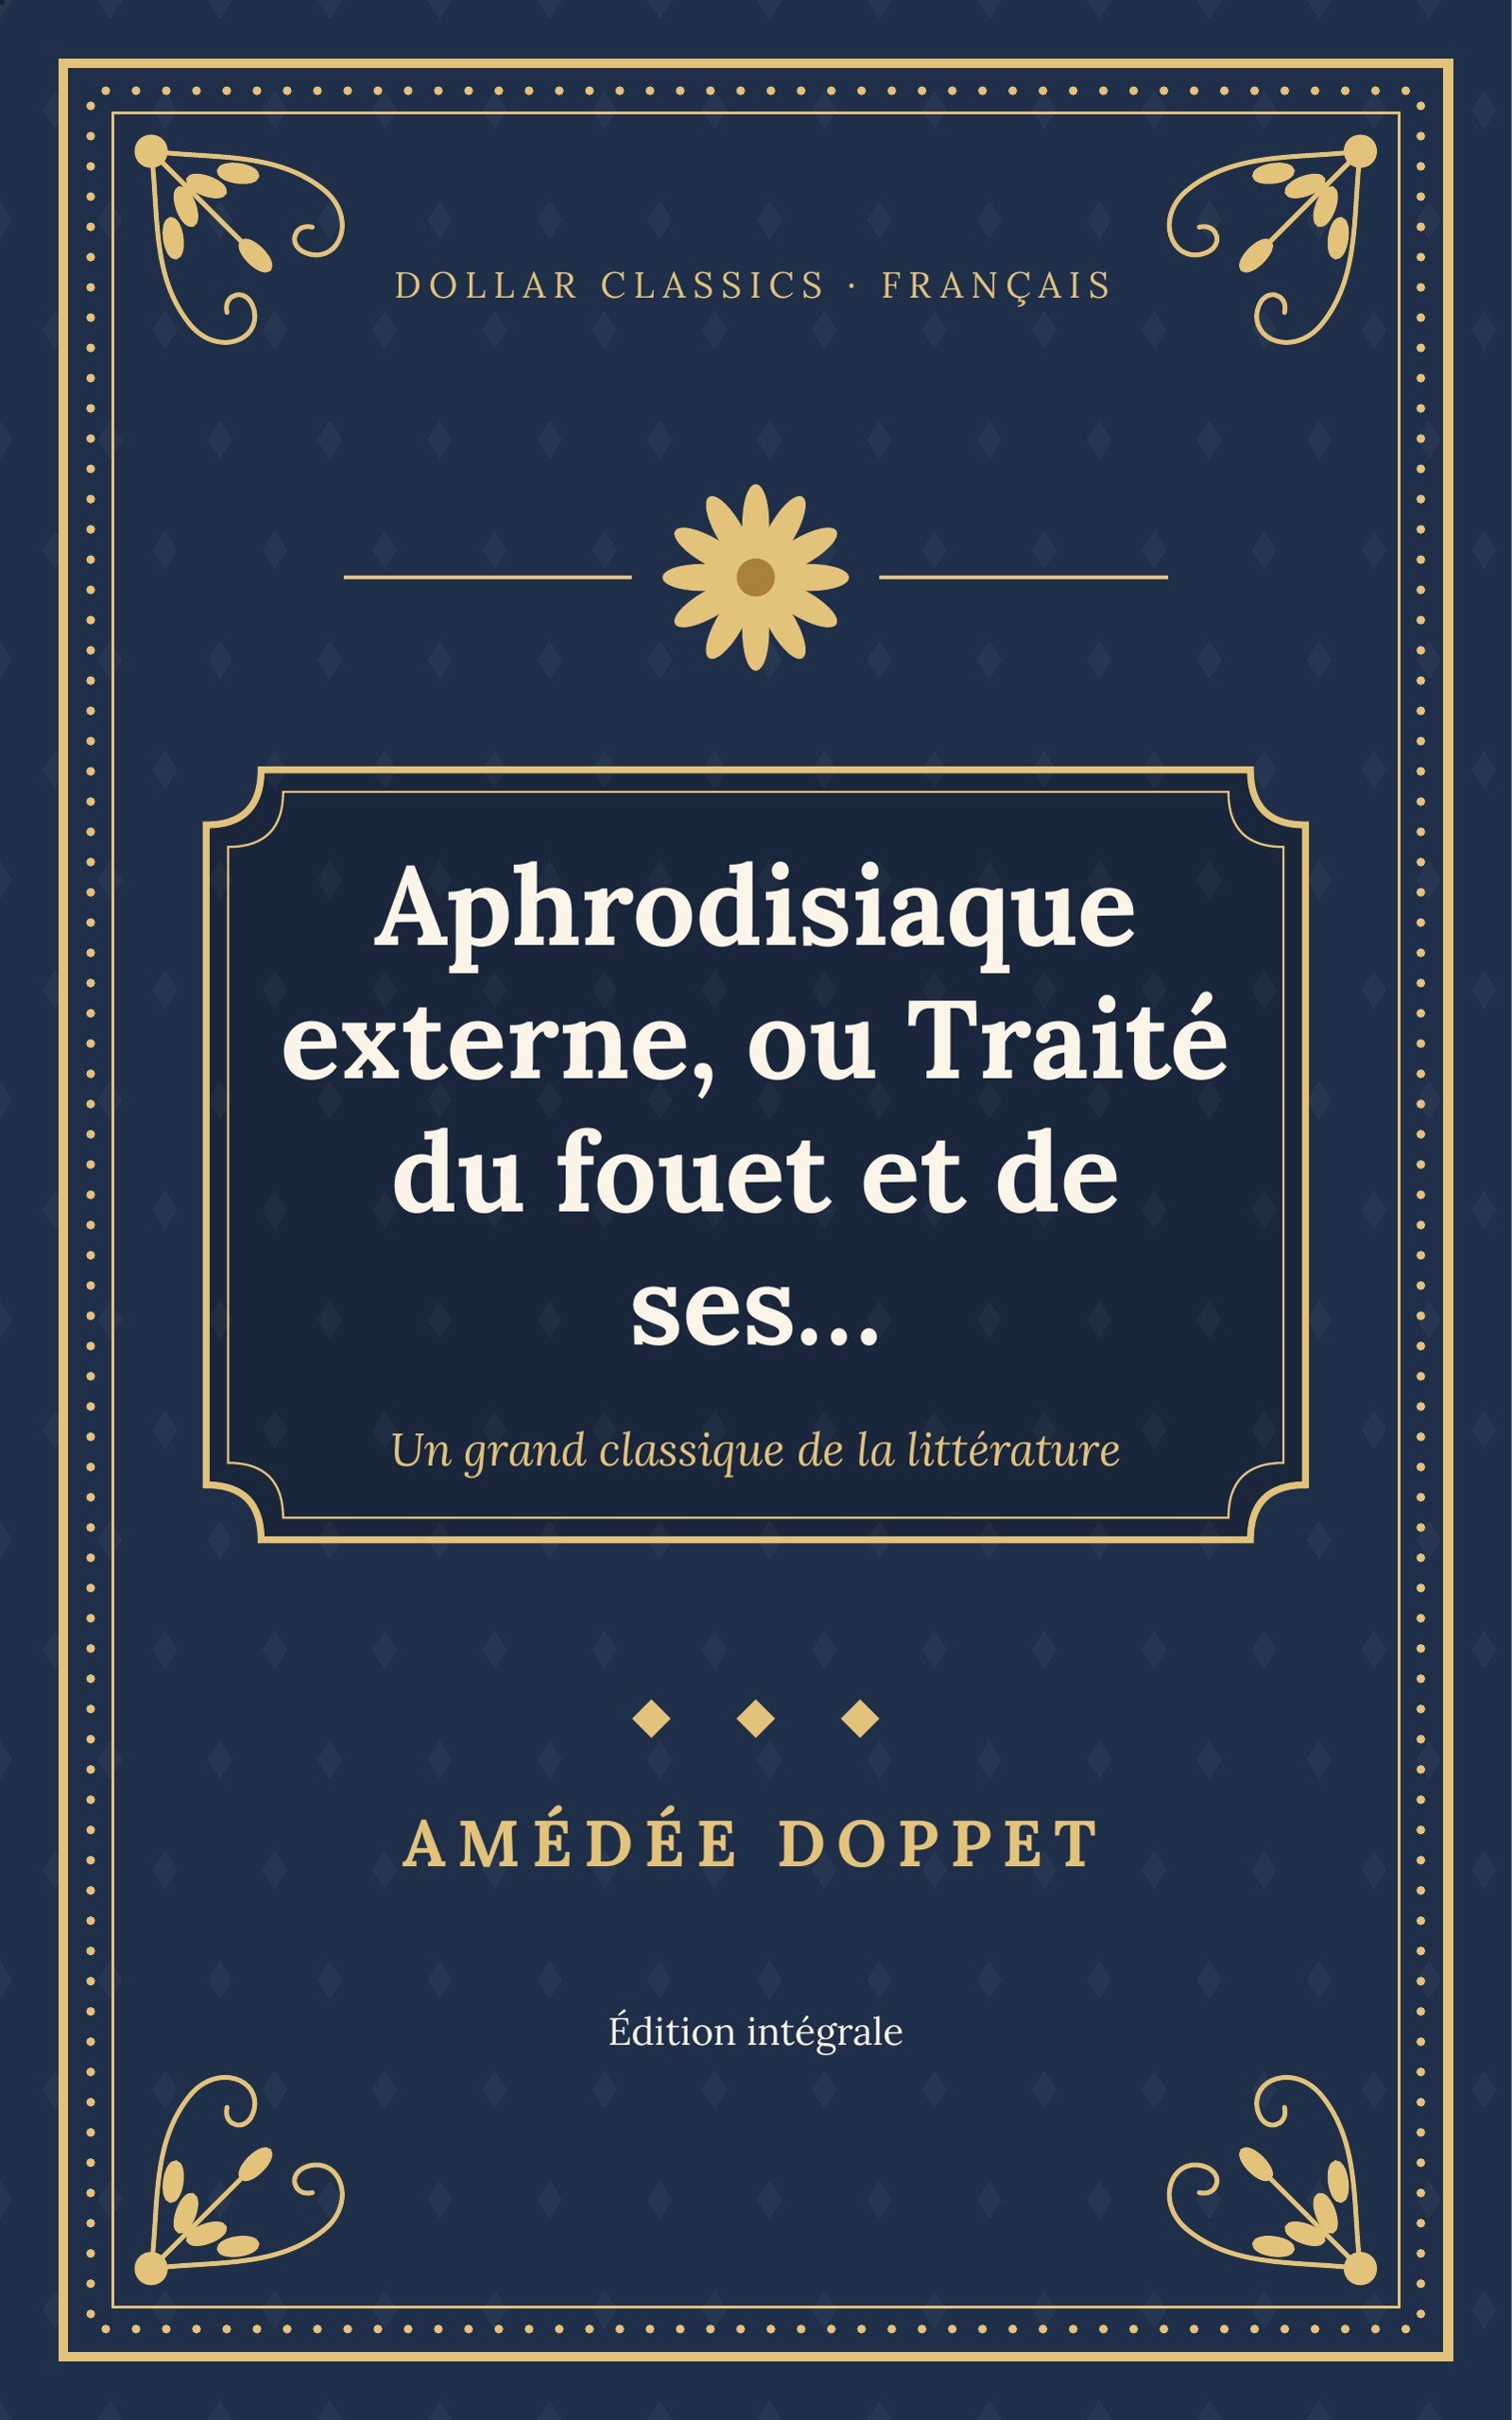 DOLLAR CLASSICS · FRANÇAIS
Aphrodisiaque
externe, ou Traité
du fouet et de
ses...
Un grand classique de la littérature
AMÉDÉE DOPPET
Édition intégrale